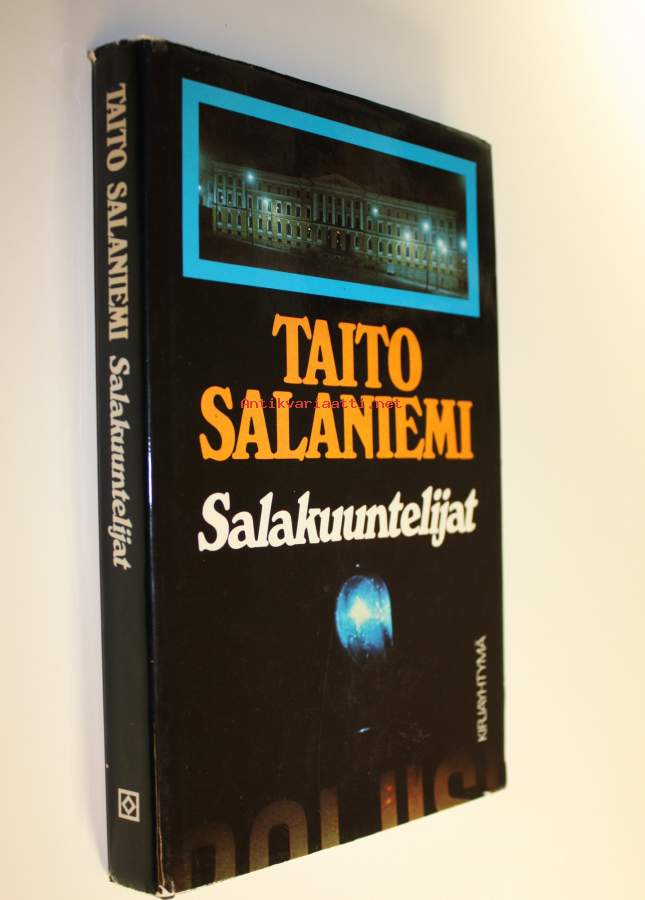 TAITO SALANIEMI Salakuuntelijat
TAITO
Antikvariaatti.net
SALANIEMI
Salakuuntelijat
KIRJAYHTYMÄ